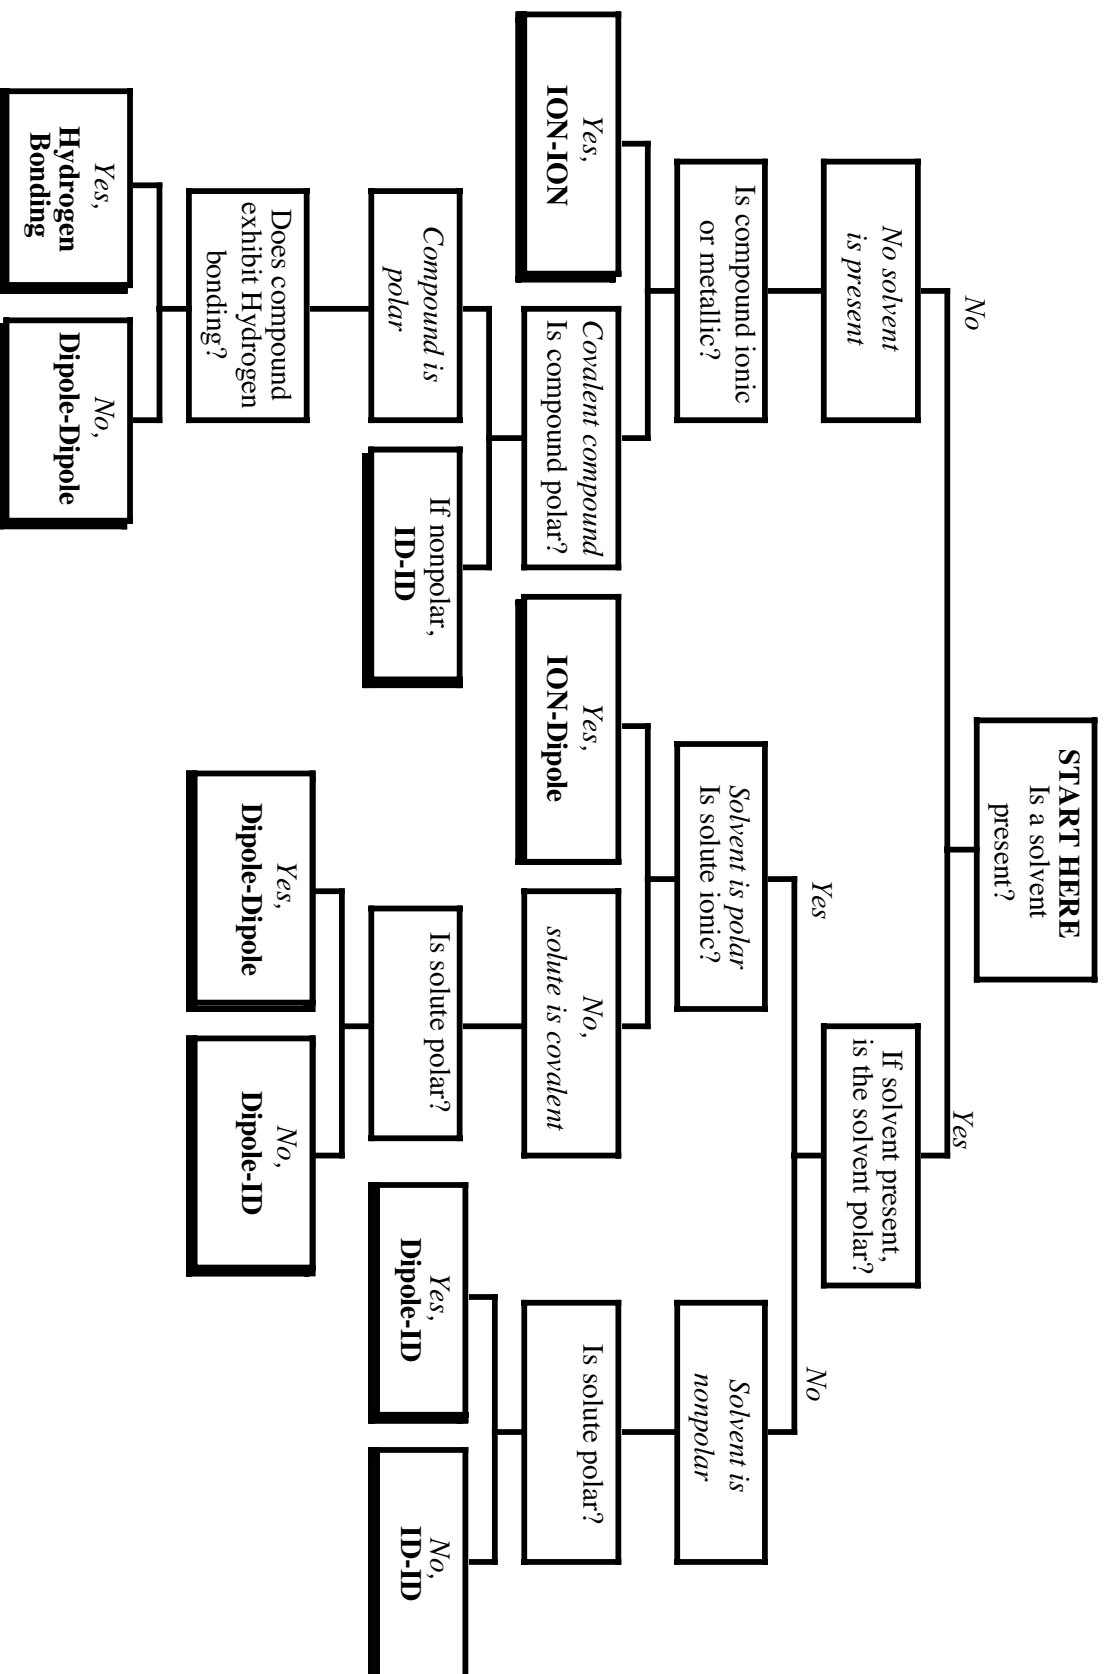 START HERE
Is a solvent
present?
No
Yes
No solvent
is present
If solvent present,
is the solvent polar?
Yes
No
Is compound ionic
or metallic?
Solvent is polar
Is solute ionic?
Solvent is
nonpolar
Yes,
ION-ION
Covalent compound
Is compound polar?
Yes,
ION-Dipole
No,
solute is covalent
Is solute polar?
Compound is
polar
If nonpolar,
ID-ID
Is solute polar?
Yes,
Dipole-ID
No,
ID-ID
Does compound
exhibit Hydrogen
bonding?
Yes,
Dipole-Dipole
No,
Dipole-ID
Yes,
Hydrogen
Bonding
No,
Dipole-Dipole